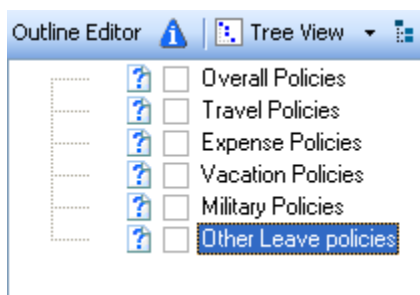 Outline Editor Tree View
Overall Policies
Travel Policies
Expense Policies
Vacation Policies
Military Policies
Other Leave policies